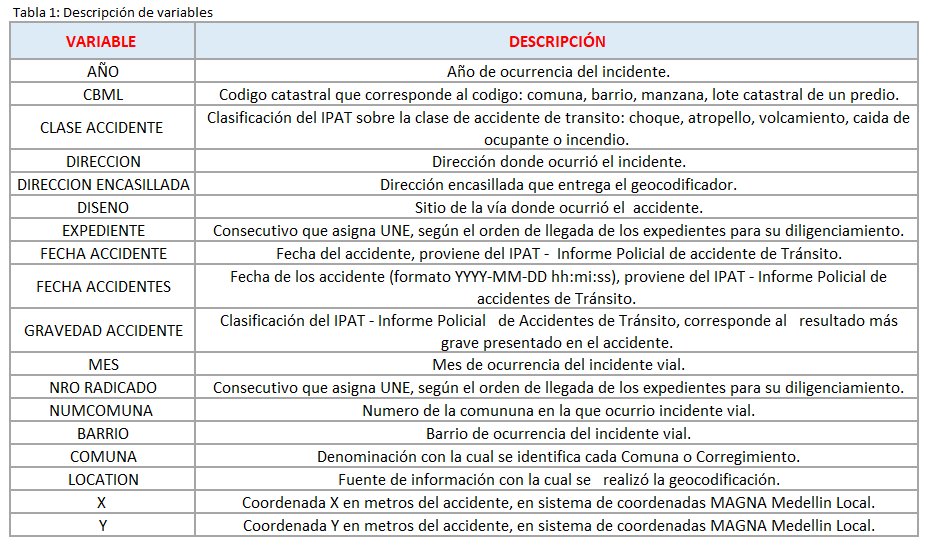 Tabla 1: Descripción de variables
VARIABLE DESCRIPCIÓN
AÑO Año de ocurrencia del incidente.
CBML Codigo catastral que corresponde al codigo: comuna, barrio, manzana, lote catastral de un predio.
CLASE ACCIDENTE Clasificación del IPAT sobre la clase de accidente de transito: choque, atropello, volcamiento, caida de
ocupante o incendio.
DIRECCION Dirección donde ocurrió el incidente.
DIRECCION ENCASILLADA Dirección encasillada que entrega el geocodificador.
DISENO Sitio de la vía donde ocurrió el accidente.
EXPEDIENTE Consecutivo que asigna UNE, según el orden de llegada de los expedientes para su diligenciamiento.
FECHA ACCIDENTE Fecha del accidente, proviene del IPAT - Informe Policial de accidente de Tránsito.
FECHA ACCIDENTES Fecha de los accidente (formato YYYY-MM-DD hh:mi:ss), proviene del IPAT - Informe Policial de
accidentes de Tránsito.
GRAVEDAD ACCIDENTE Clasificación del IPAT - Informe Policial de Accidentes de Tránsito, corresponde al resultado más
grave presentado en el accidente.
MES Mes de ocurrencia del incidente vial.
NRO RADICADO Consecutivo que asigna UNE, según el orden de llegada de los expedientes para su diligenciamiento.
NUMCOMUNA Numero de la comununa en la que ocurrio incidente vial.
BARRIO Barrio de ocurrencia del incidente vial.
COMUNA Denominación con la cual se identifica cada Comuna o Corregimiento.
LOCATION Fuente de información con la cual se realizó la geocodificación.
X Coordenada X en metros del accidente, en sistema de coordenadas MAGNA Medellin Local.
Y Coordenada Y en metros del accidente, en sistema de coordenadas MAGNA Medellin Local.